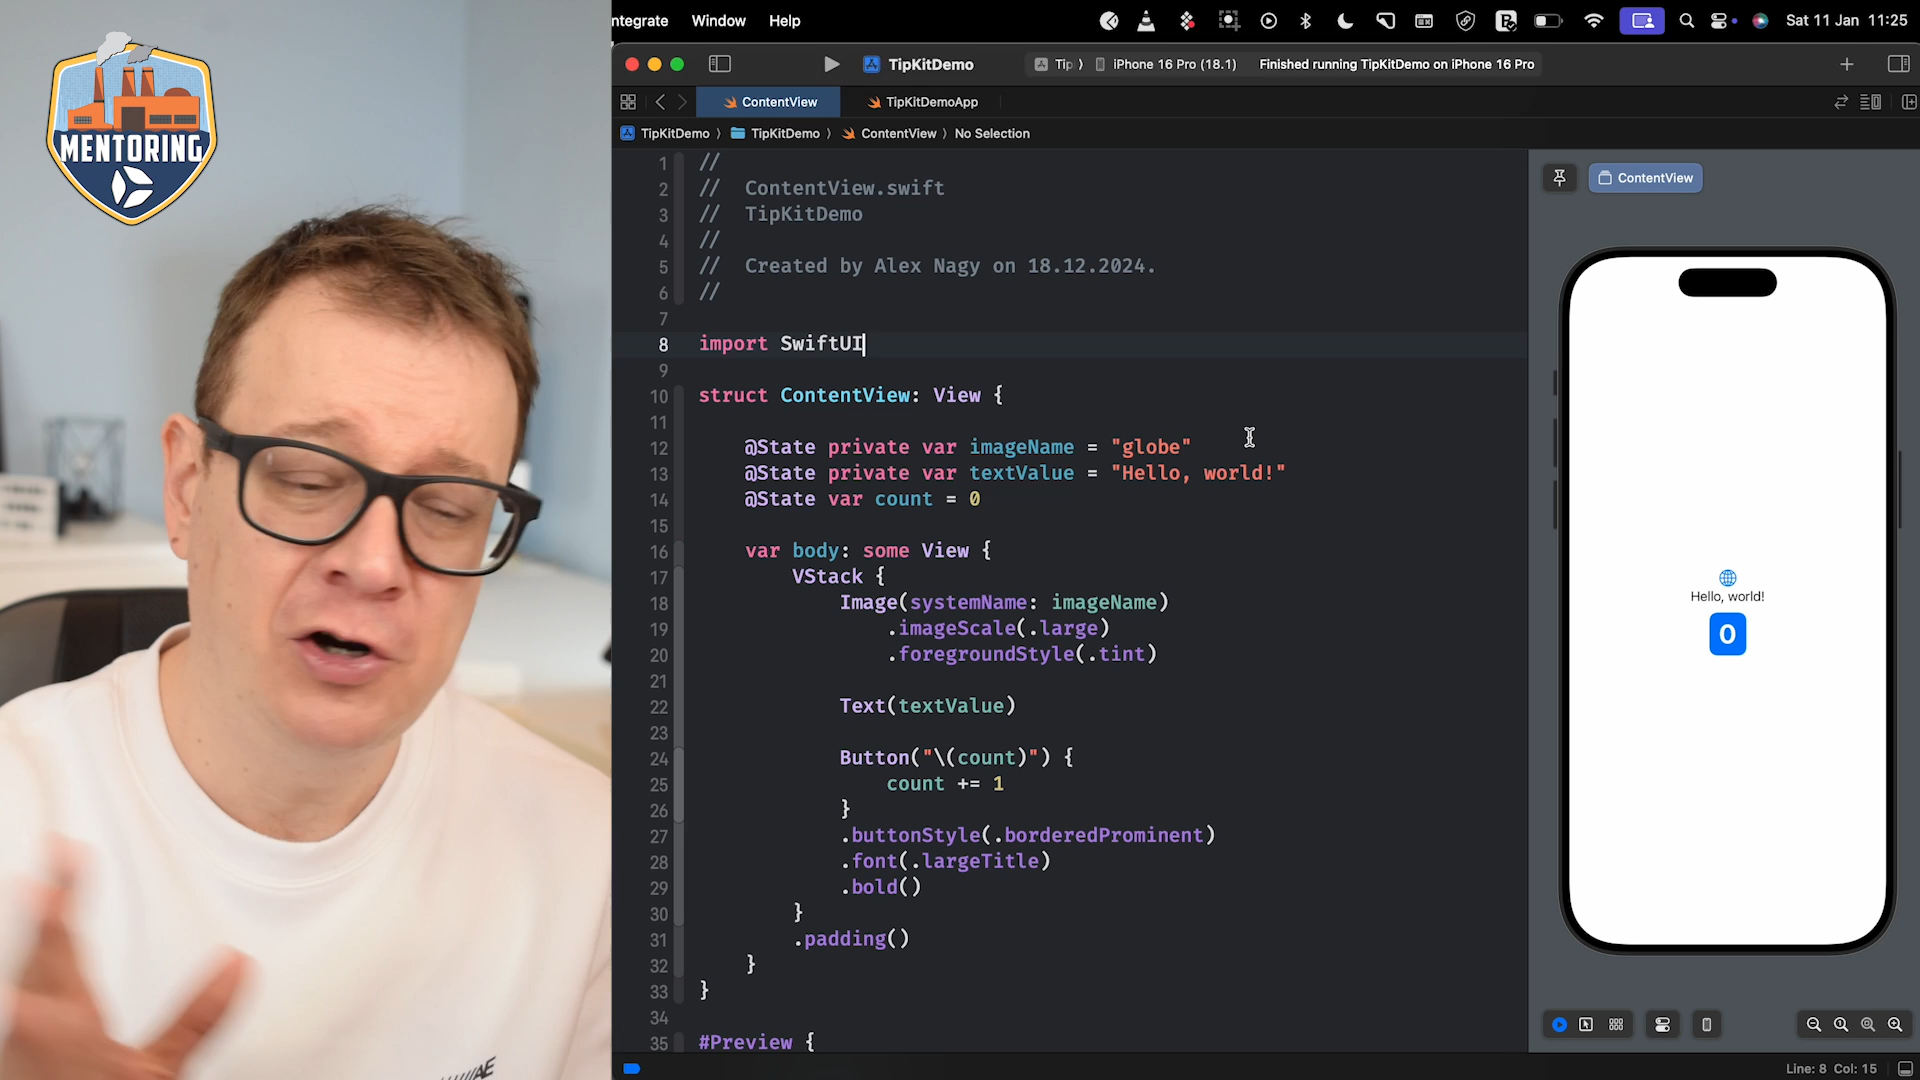 MENTORING
ntegrate Window Help
Sat 11 Jan 11:25
TipKitDemo
Tip
iPhone 16 Pro (18.1)
Finished running TipKitDemo on iPhone 16 Pro
ContentView
TipKitDemoApp
TipKitDemo
TipKitDemo
ContentView
No Selection
1 //
2 // ContentView.swift
3 // TipKitDemo
4 //
5 // Created by Alex Nagy on 18.12.2024.
6 //
7
8 import SwiftUI
9
10 struct ContentView: View {
11
12 @State private var imageName = "globe"
13 @State private var textValue = "Hello, world!"
14 @State var count = 0
15
16 var body: some View {
17 VStack {
18 Image(systemName: imageName)
19 .imageScale(.large)
20 .foregroundStyle(.tint)
21
22 Text(textValue)
23
24 Button("\(count)") {
25 count += 1
26 }
27 .buttonStyle(.borderedProminent)
28 .font(.largeTitle)
29 .bold()
30 }
31 .padding()
32 }
33 }
34
35 #Preview {
ContentView
Hello, world!
0
Line: 8 Col: 15